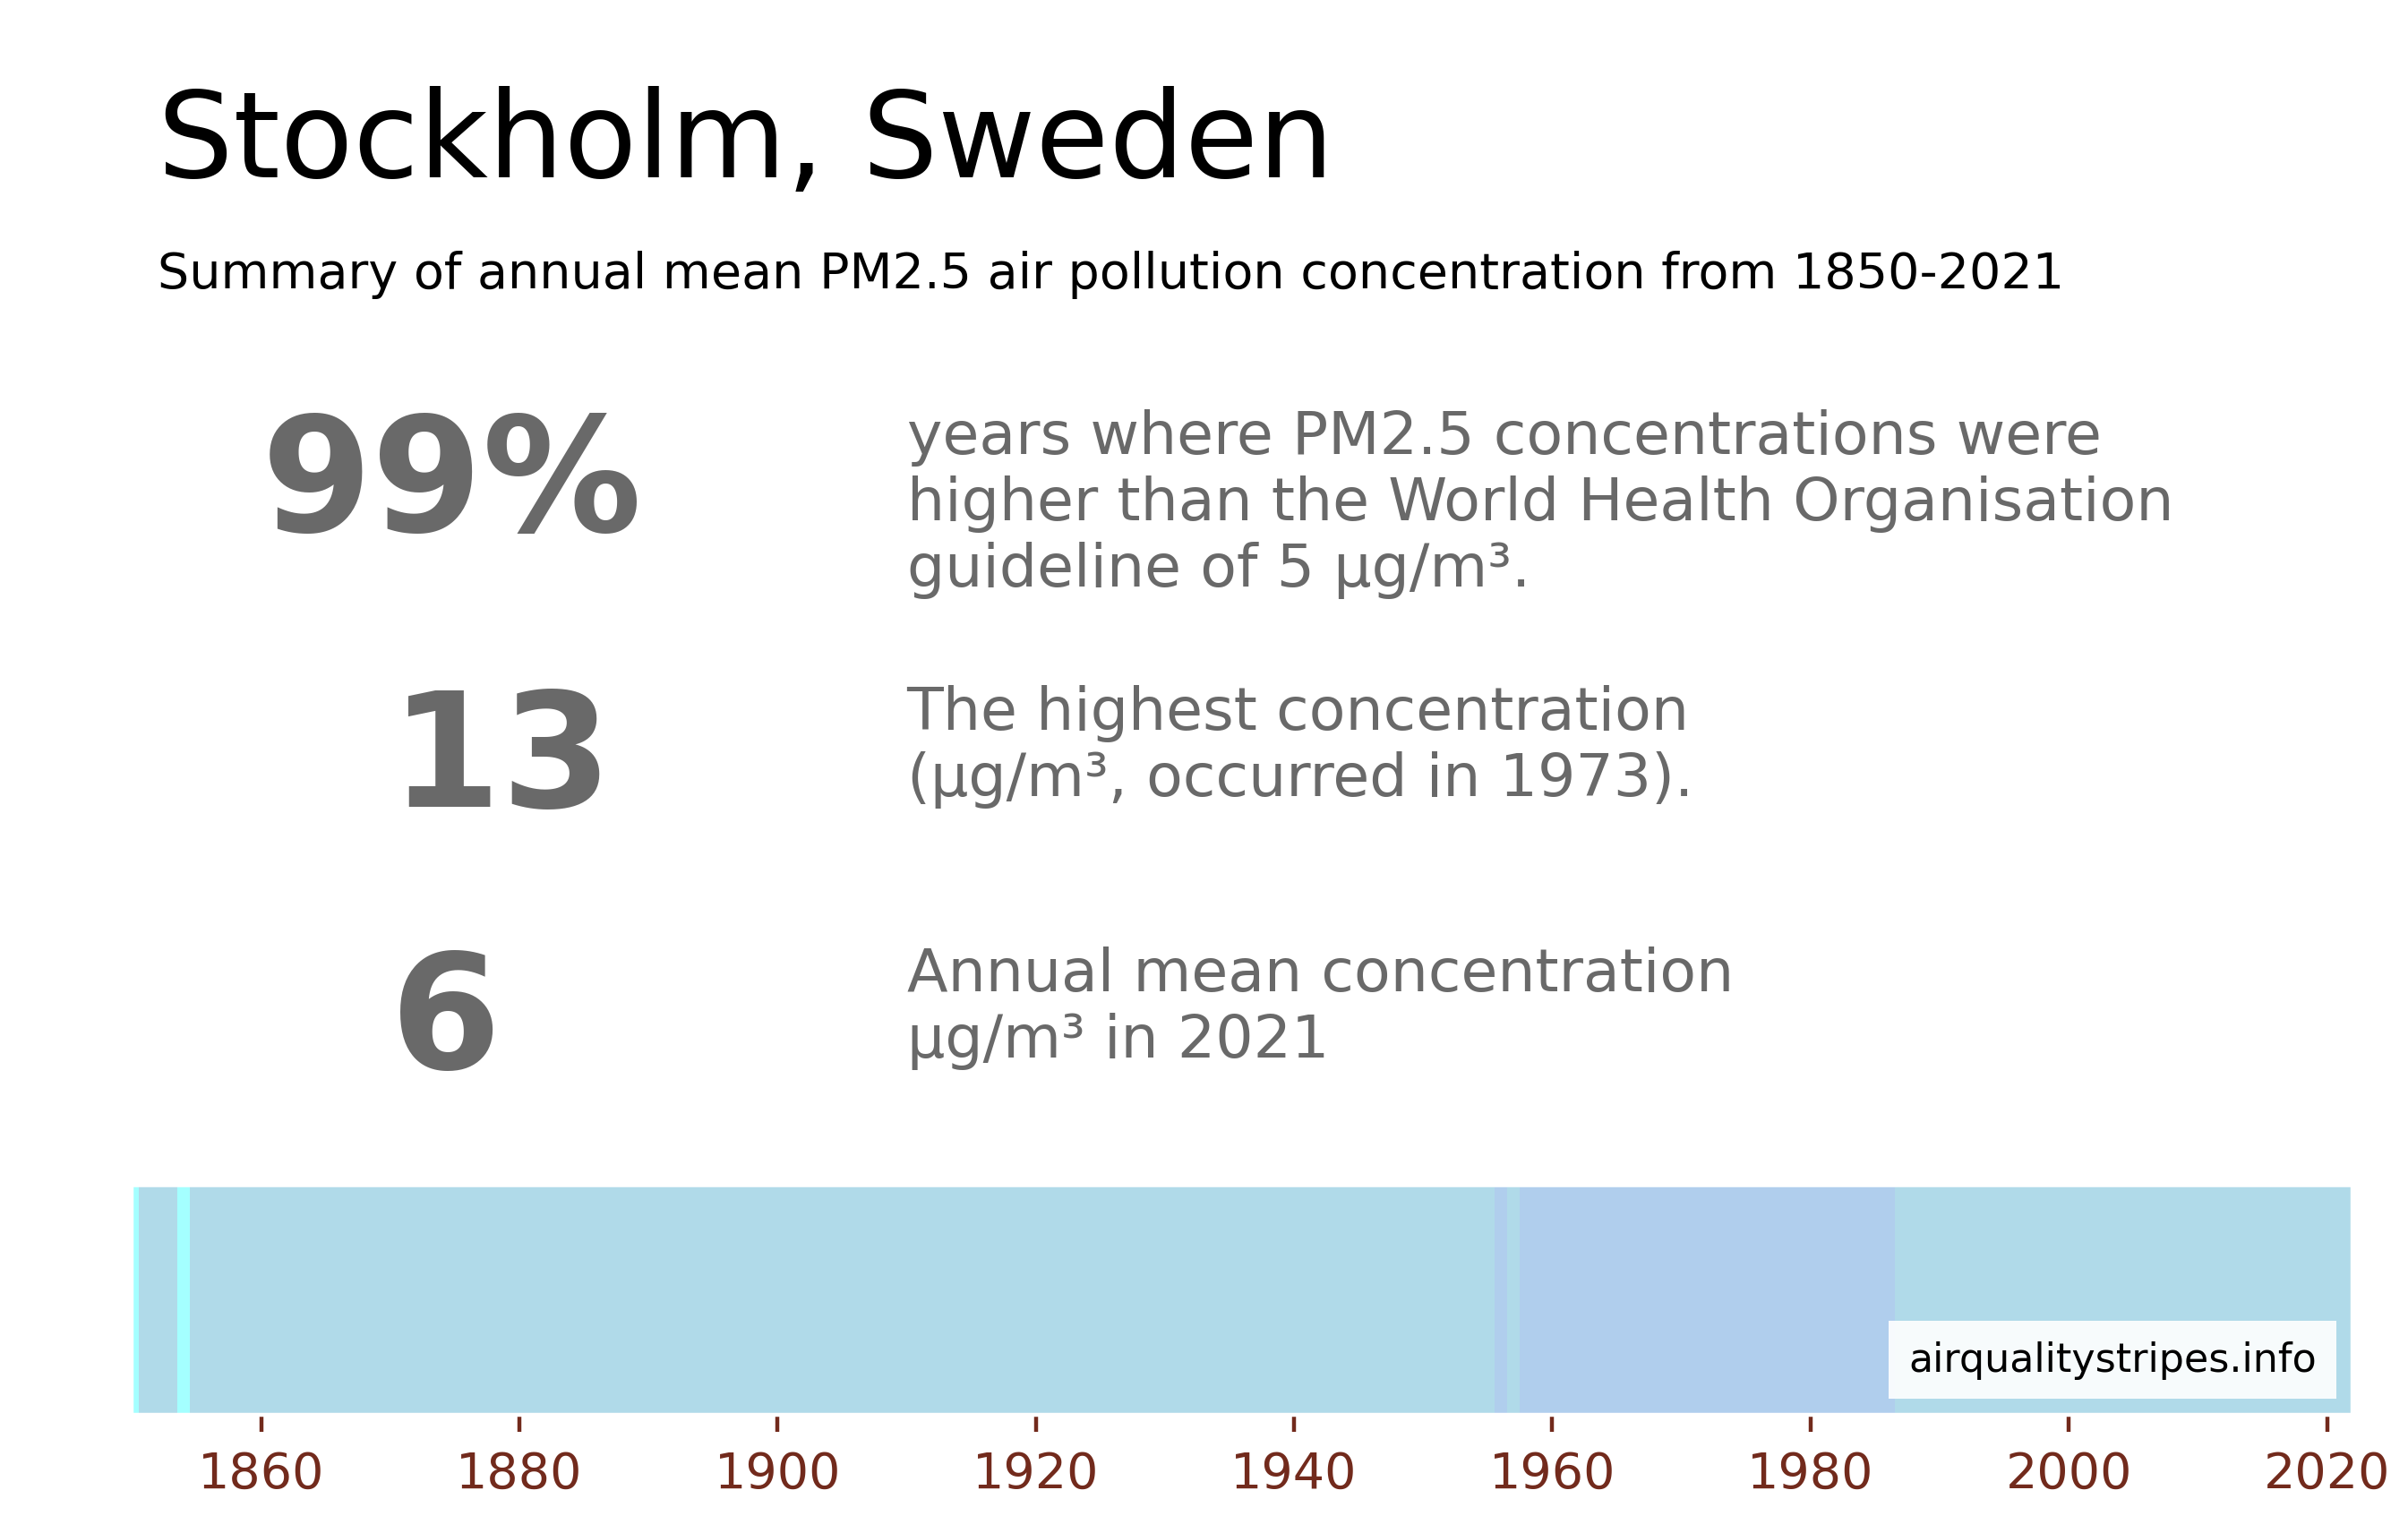 Stockholm, Sweden
Summary of annual mean PM2.5 air pollution concentration from 1850-2021
99%
years where PM2.5 concentrations were
higher than the World Health Organisation
guideline of 5 µg/m³.
13
The highest concentration
(µg/m³, occurred in 1973).
6
Annual mean concentration
µg/m³ in 2021
airqualitystripes.info
1860 1880 1900 1920 1940 1960 1980 2000 2020